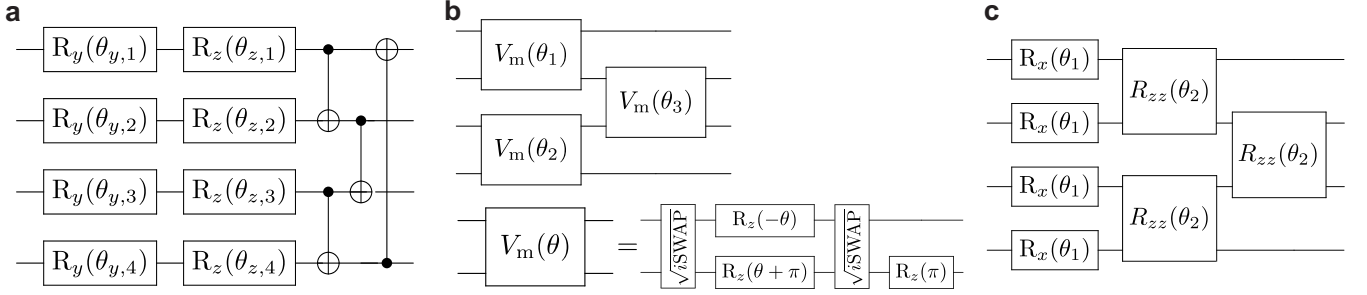 a
R_y(θ_{y,1}) R_z(θ_{z,1})
R_y(θ_{y,2}) R_z(θ_{z,2})
R_y(θ_{y,3}) R_z(θ_{z,3})
R_y(θ_{y,4}) R_z(θ_{z,4})
b
V_m(θ_1)
V_m(θ_3)
V_m(θ_2)
V_m(θ) = √iSWAP R_z(−θ) √iSWAP
R_z(θ + π) R_z(π)
c
R_x(θ_1)
R_zz(θ_2)
R_x(θ_1)
R_zz(θ_2)
R_x(θ_1)
R_zz(θ_2)
R_x(θ_1)